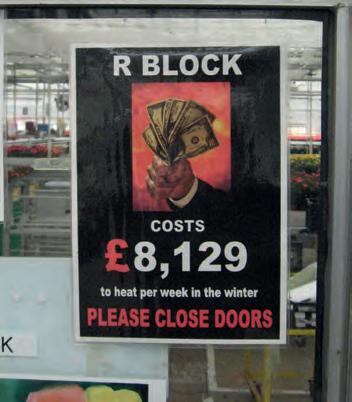 R BLOCK
COSTS
£8,129
to heat per week in the winter
PLEASE CLOSE DOORS
K